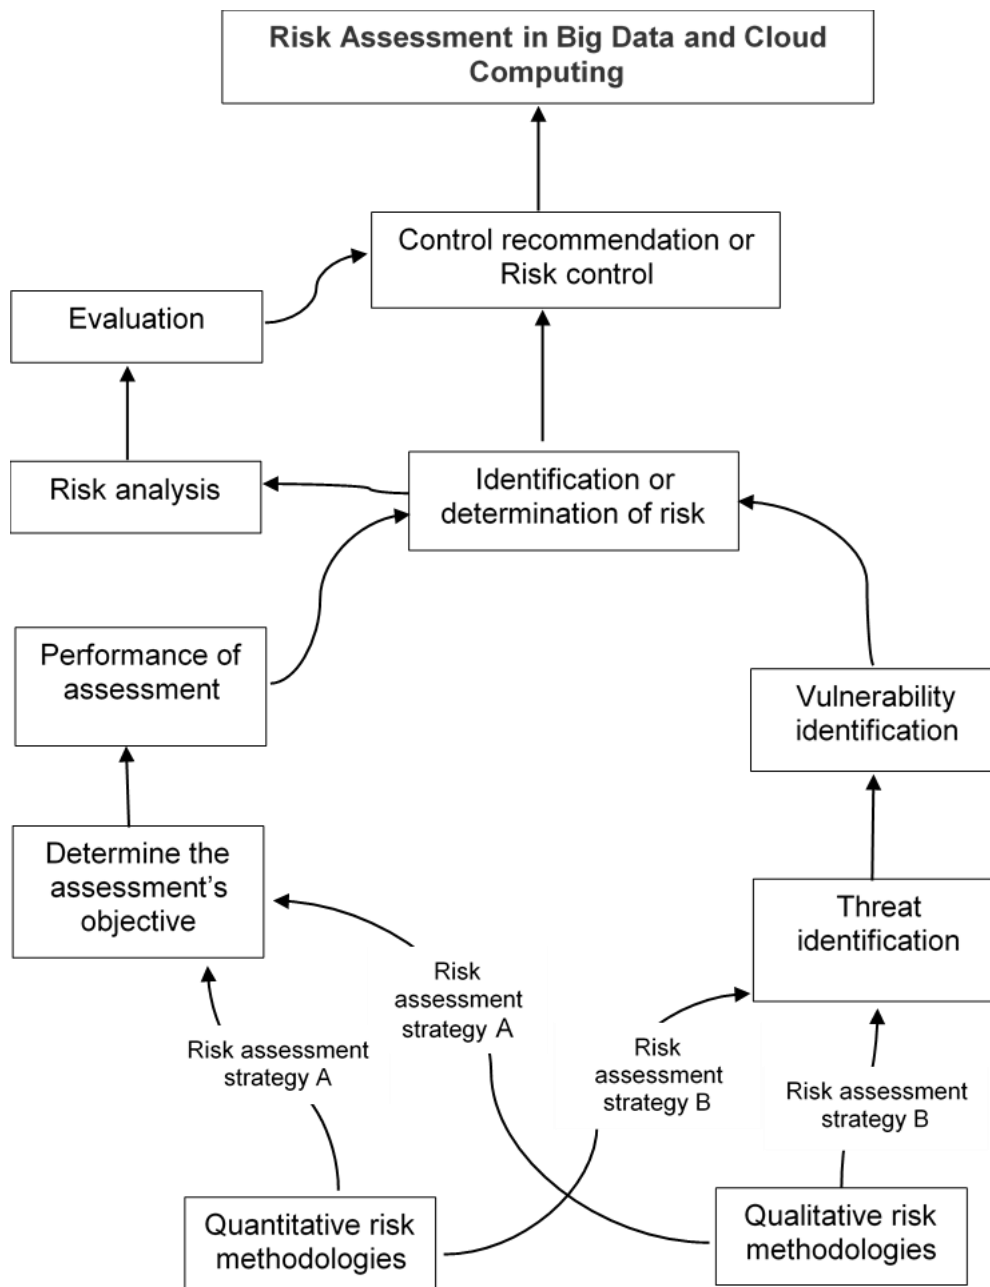 Risk Assessment in Big Data and Cloud
Computing
Control recommendation or
Risk control
Evaluation
Risk analysis
Identification or
determination of risk
Performance of
assessment
Vulnerability
identification
Determine the
assessment's
objective
Threat
identification
Risk
assessment
strategy A
Risk assessment
strategy A
Risk
assessment
strategy B
Risk assessment
strategy B
Quantitative risk
methodologies
Qualitative risk
methodologies